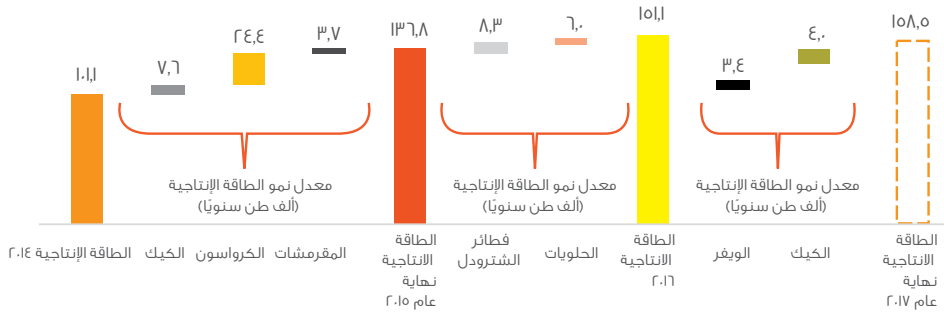 ١٠١,١
٧,٦
٢٤,٤
٣,٧
١٣٦,٨
٨,٣
٦,٠
١٥١,١
٣,٤
٤,٠
١٥٨,٥
معدل نمو الطاقة الإنتاجية
(ألف طن سنويًا)
معدل نمو الطاقة الإنتاجية
(ألف طن سنويًا)
معدل نمو الطاقة الإنتاجية
(ألف طن سنويًا)
الطاقة الإنتاجية ٢٠١٤
الكيك
الكرواسون
المقرمشات
الطاقة
الانتاجية
نهاية
عام ٢٠١٥
فطائر
الشترودل
الحلويات
الطاقة
الانتاجية
٢٠١٦
الويفر
الكيك
الطاقة
الانتاجية
نهاية
عام ٢٠١٧